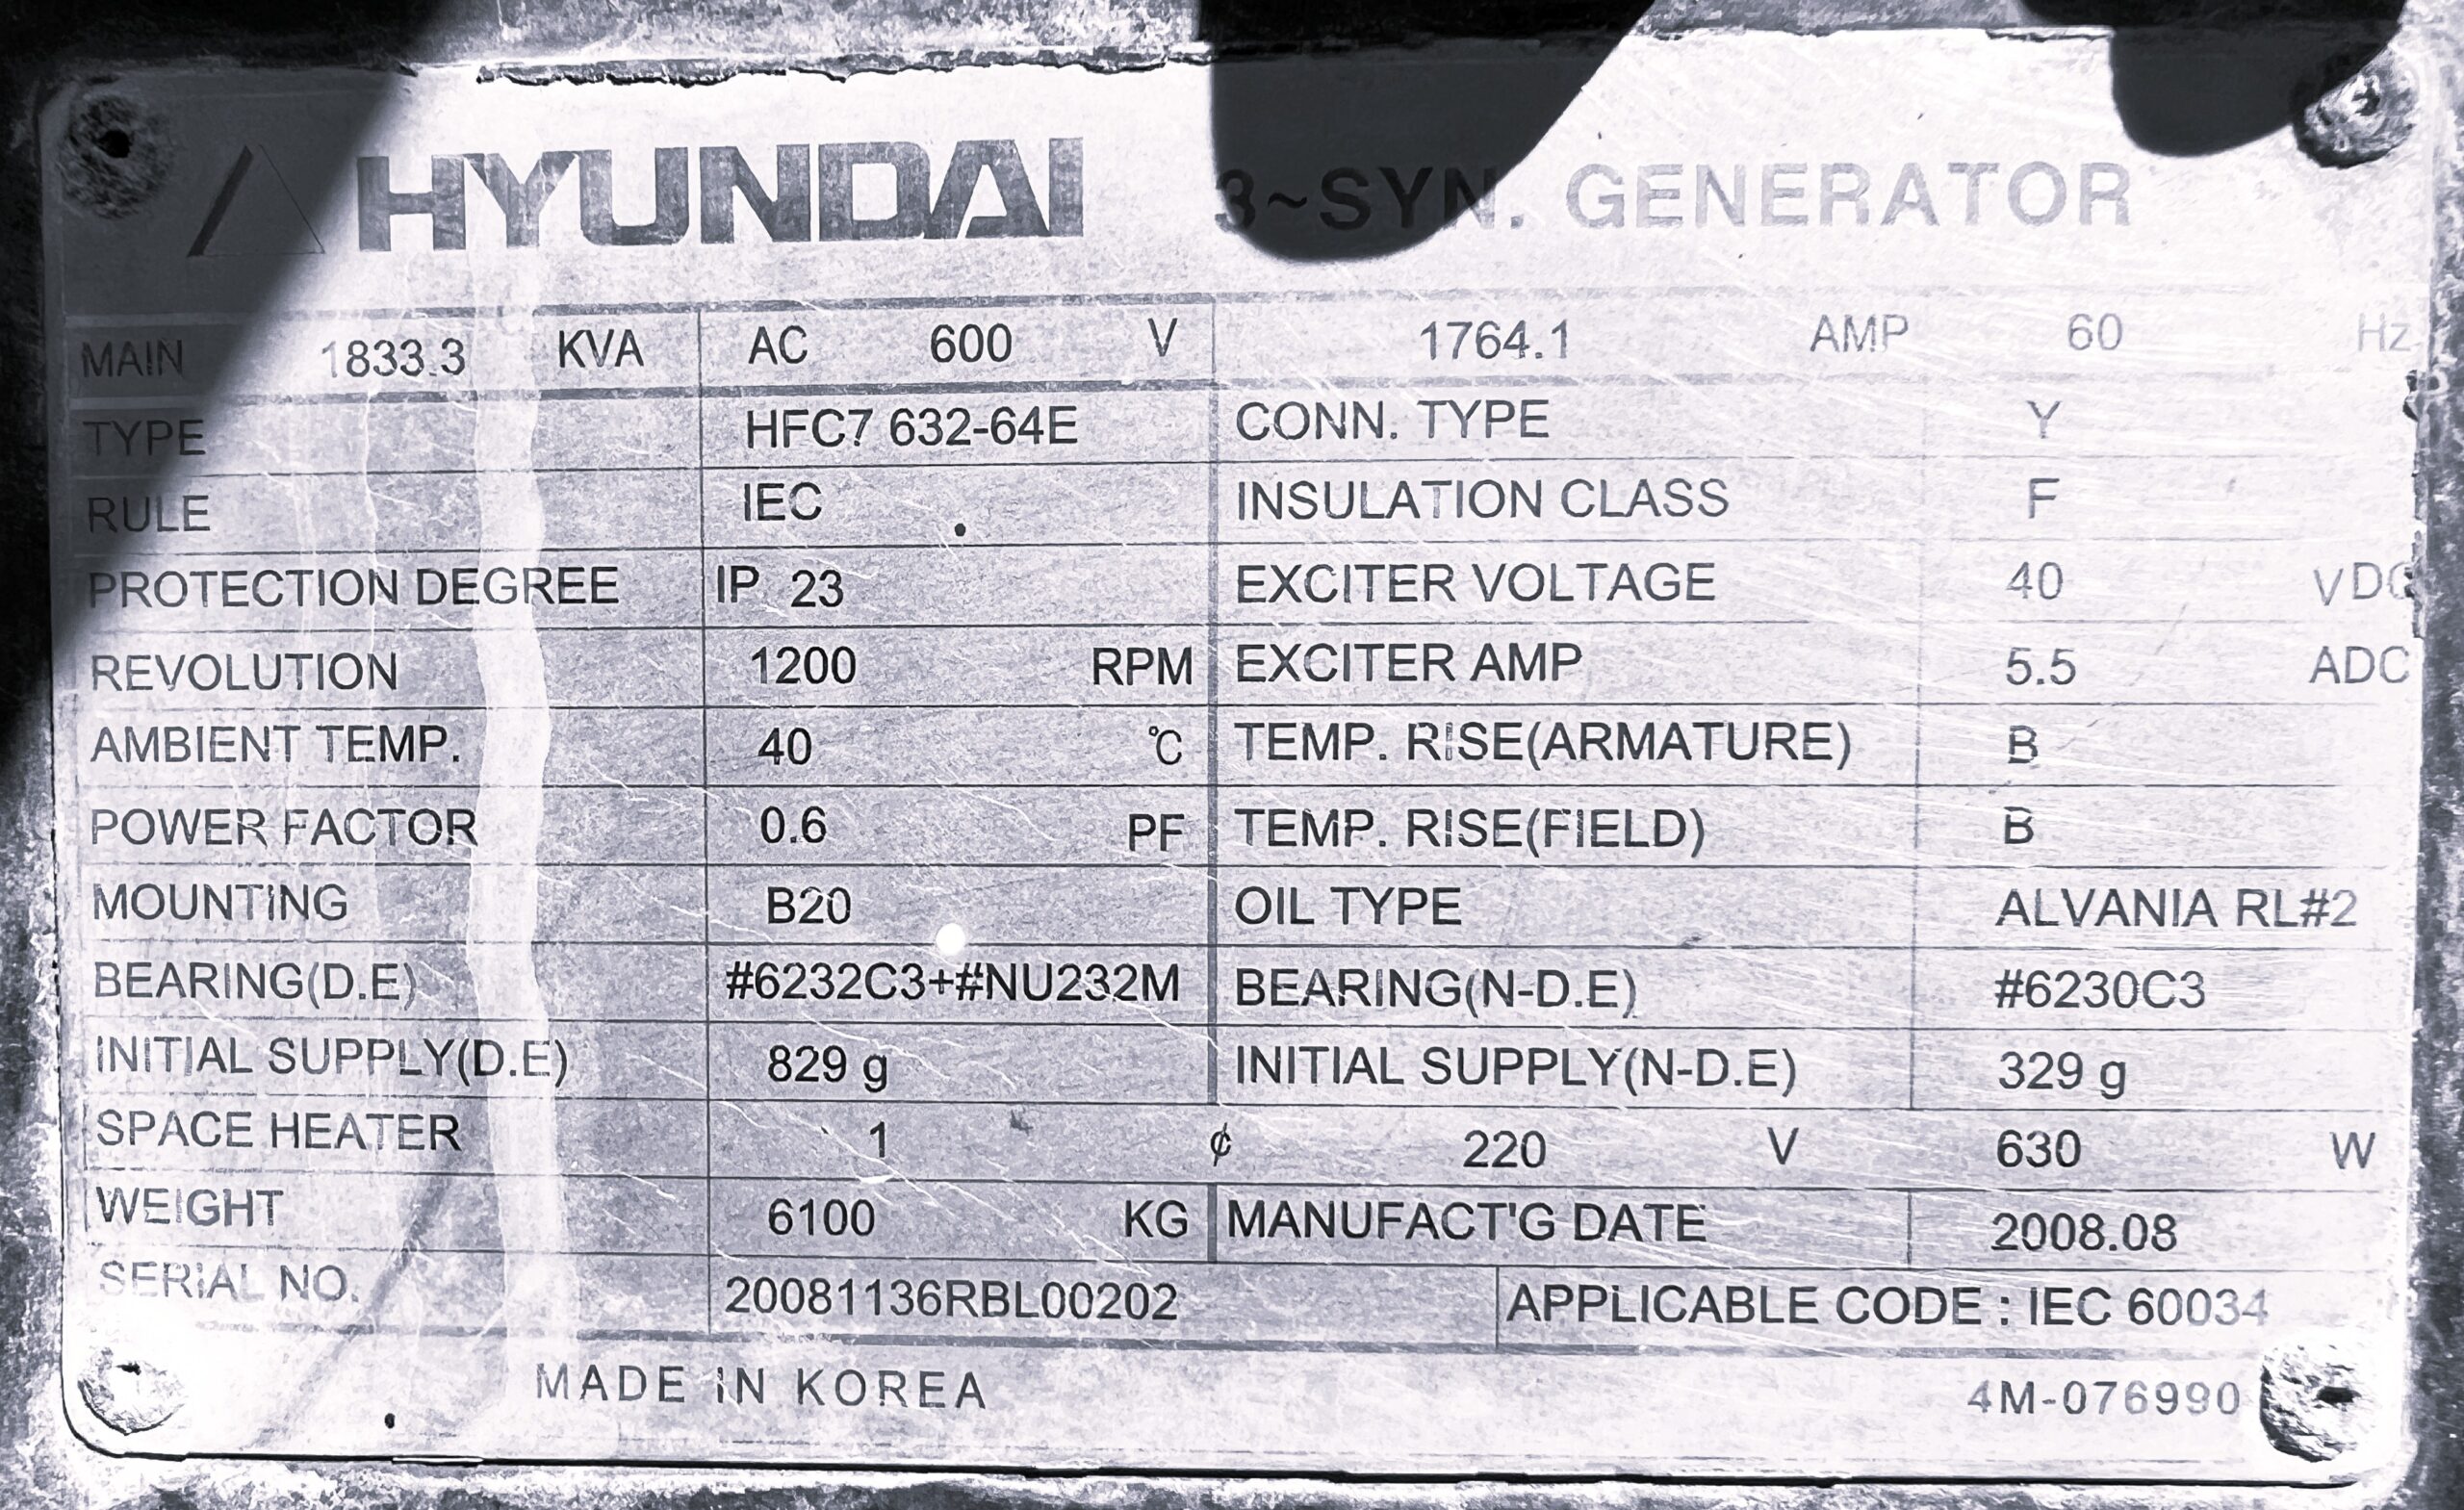 HYUNDAI 3~SYN. GENERATOR
MAIN 1833.3 KVA AC 600 V 1764.1 AMP 60 Hz
TYPE HFC7 632-64E CONN. TYPE Y
RULE IEC INSULATION CLASS F
PROTECTION DEGREE IP 23 EXCITER VOLTAGE 40 VDC
REVOLUTION 1200 RPM EXCITER AMP 5.5 ADC
AMBIENT TEMP. 40 ℃ TEMP. RISE(ARMATURE) B
POWER FACTOR 0.6 PF TEMP. RISE(FIELD) B
MOUNTING B20 OIL TYPE ALVANIA RL#2
BEARING(D.E) #6232C3+#NU232M BEARING(N-D.E) #6230C3
INITIAL SUPPLY(D.E) 829 g INITIAL SUPPLY(N-D.E) 329 g
SPACE HEATER 1 ¢ 220 V 630 W
WEIGHT 6100 KG MANUFACT'G DATE 2008.08
SERIAL NO. 20081136RBL00202 APPLICABLE CODE : IEC 60034
MADE IN KOREA 4M-076990